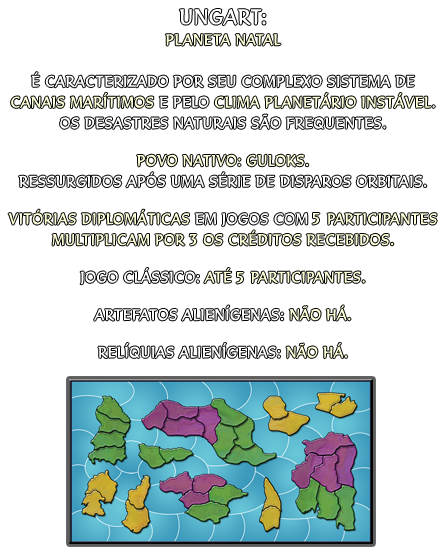 UNGART:
PLANETA NATAL
É CARACTERIZADO POR SEU COMPLEXO SISTEMA DE
CANAIS MARÍTIMOS E PELO CLIMA PLANETÁRIO INSTÁVEL.
OS DESASTRES NATURAIS SÃO FREQUENTES.
POVO NATIVO: GULOKS.
RESSURGIDOS APÓS UMA SÉRIE DE DISPAROS ORBITAIS.
VITÓRIAS DIPLOMÁTICAS EM JOGOS COM 5 PARTICIPANTES
MULTIPLICAM POR 3 OS CRÉDITOS RECEBIDOS.
JOGO CLÁSSICO: ATÉ 5 PARTICIPANTES.
ARTEFATOS ALIENÍGENAS: NÃO HÁ.
RELÍQUIAS ALIENÍGENAS: NÃO HÁ.